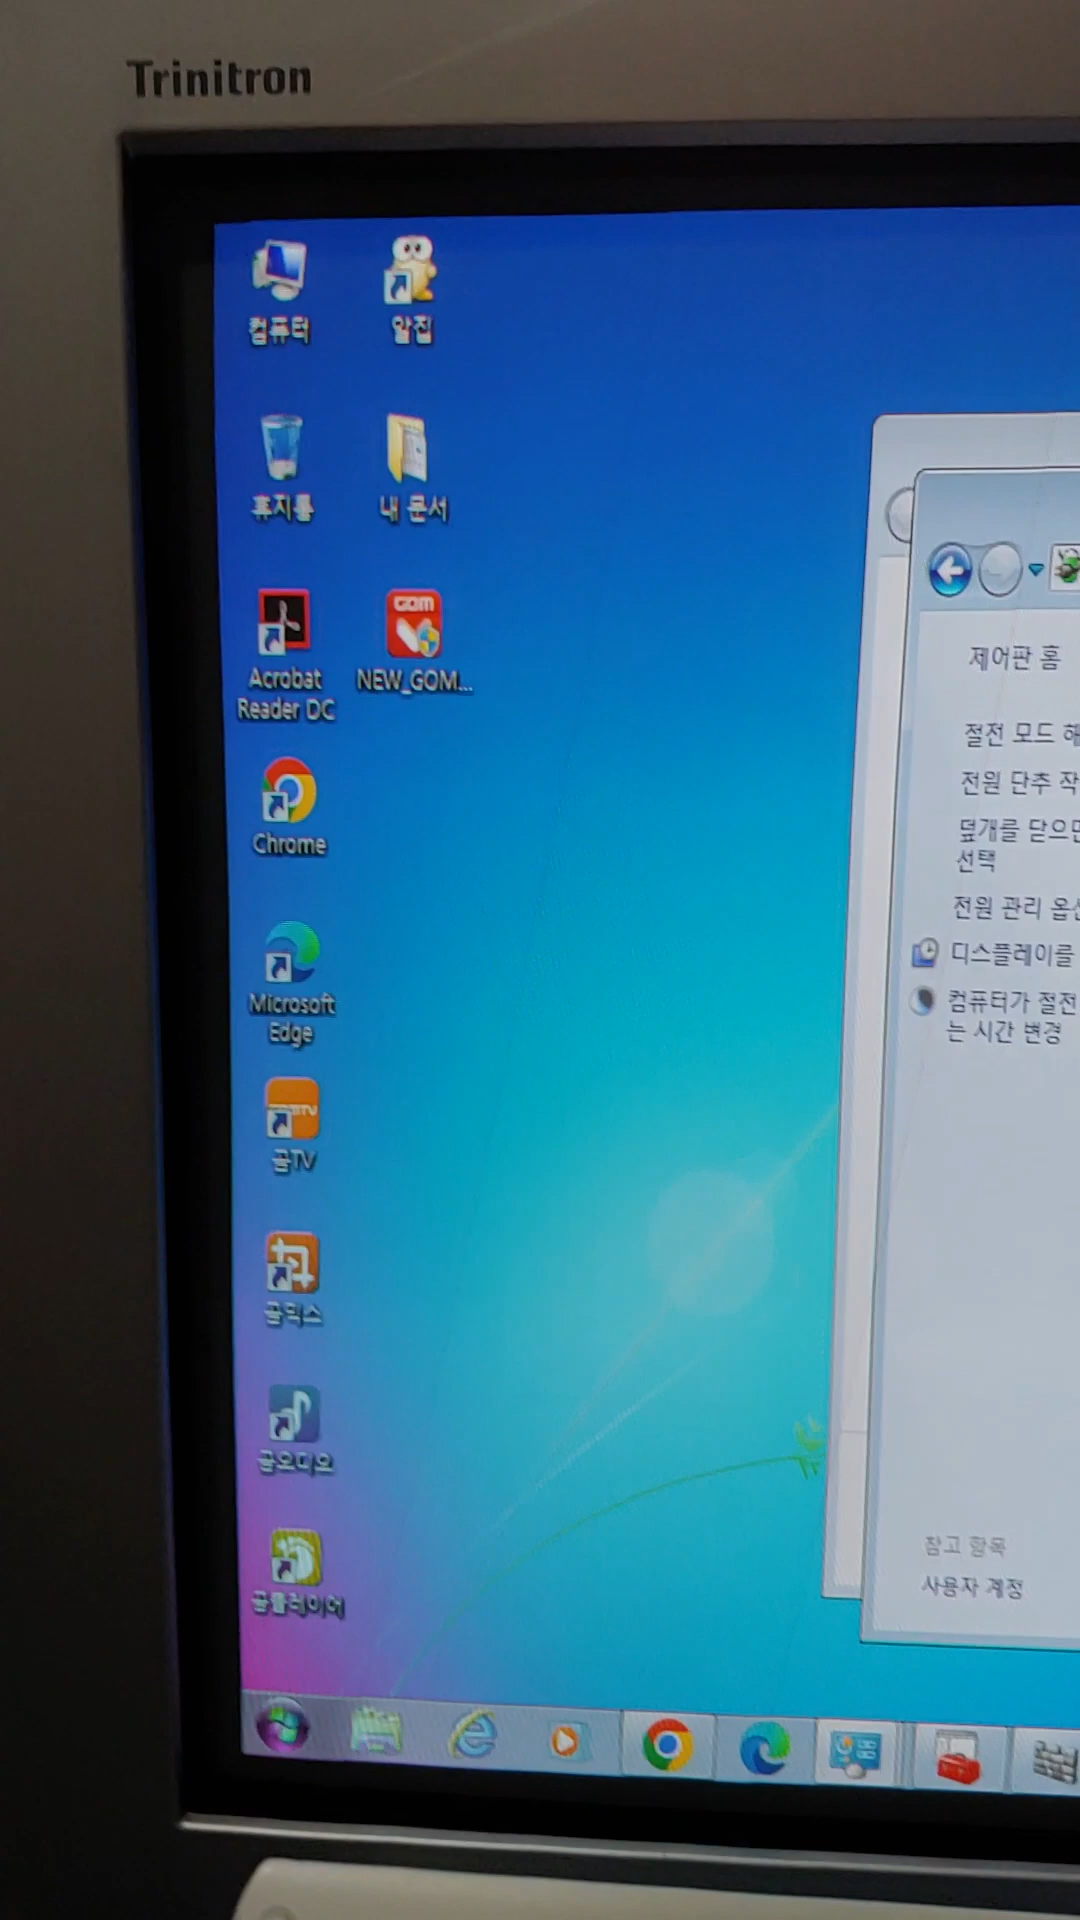 Trinitron
컴퓨터
알집
휴지통
내 문서
Acrobat
Reader DC
GOM
NEW_GOM...
Chrome
Microsoft
Edge
곰TV
곰믹스
곰오디오
곰플레이어
제어판 홈
절전 모드 해
전원 단추 작
덮개를 닫으면
선택
전원 관리 옵션
디스플레이를
컴퓨터가 절전
는 시간 변경
참고 항목
사용자 계정